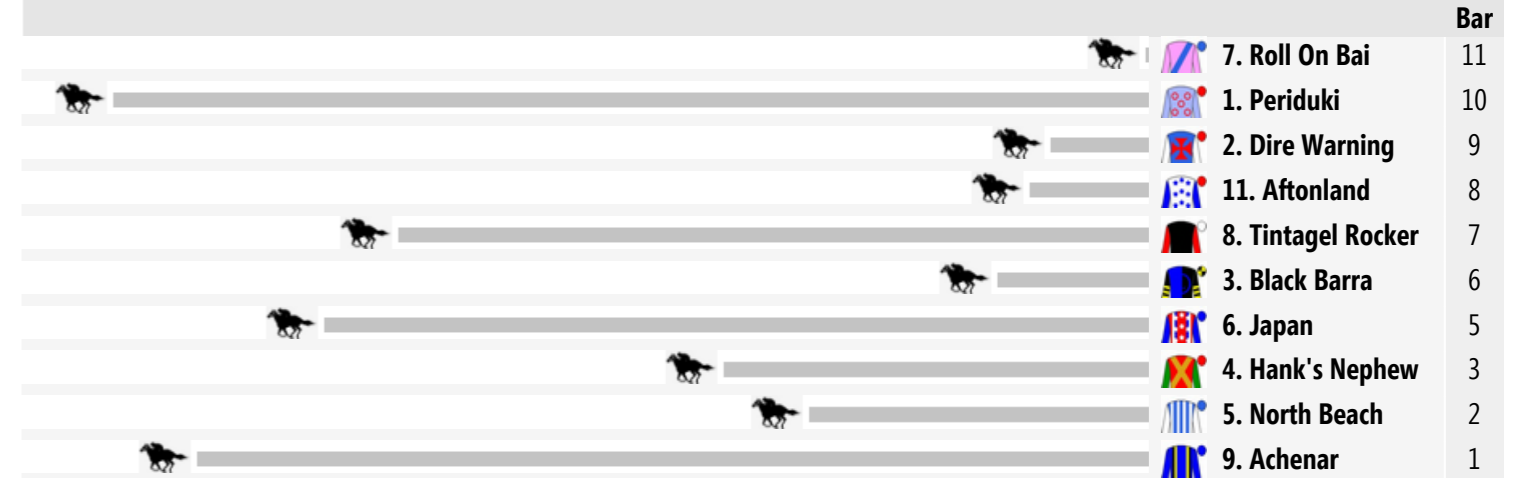 Bar
7. Roll On Bai 11
1. Periduki 10
2. Dire Warning 9
11. Aftonland 8
8. Tintagel Rocker 7
3. Black Barra 6
6. Japan 5
4. Hank's Nephew 3
5. North Beach 2
9. Achenar 1